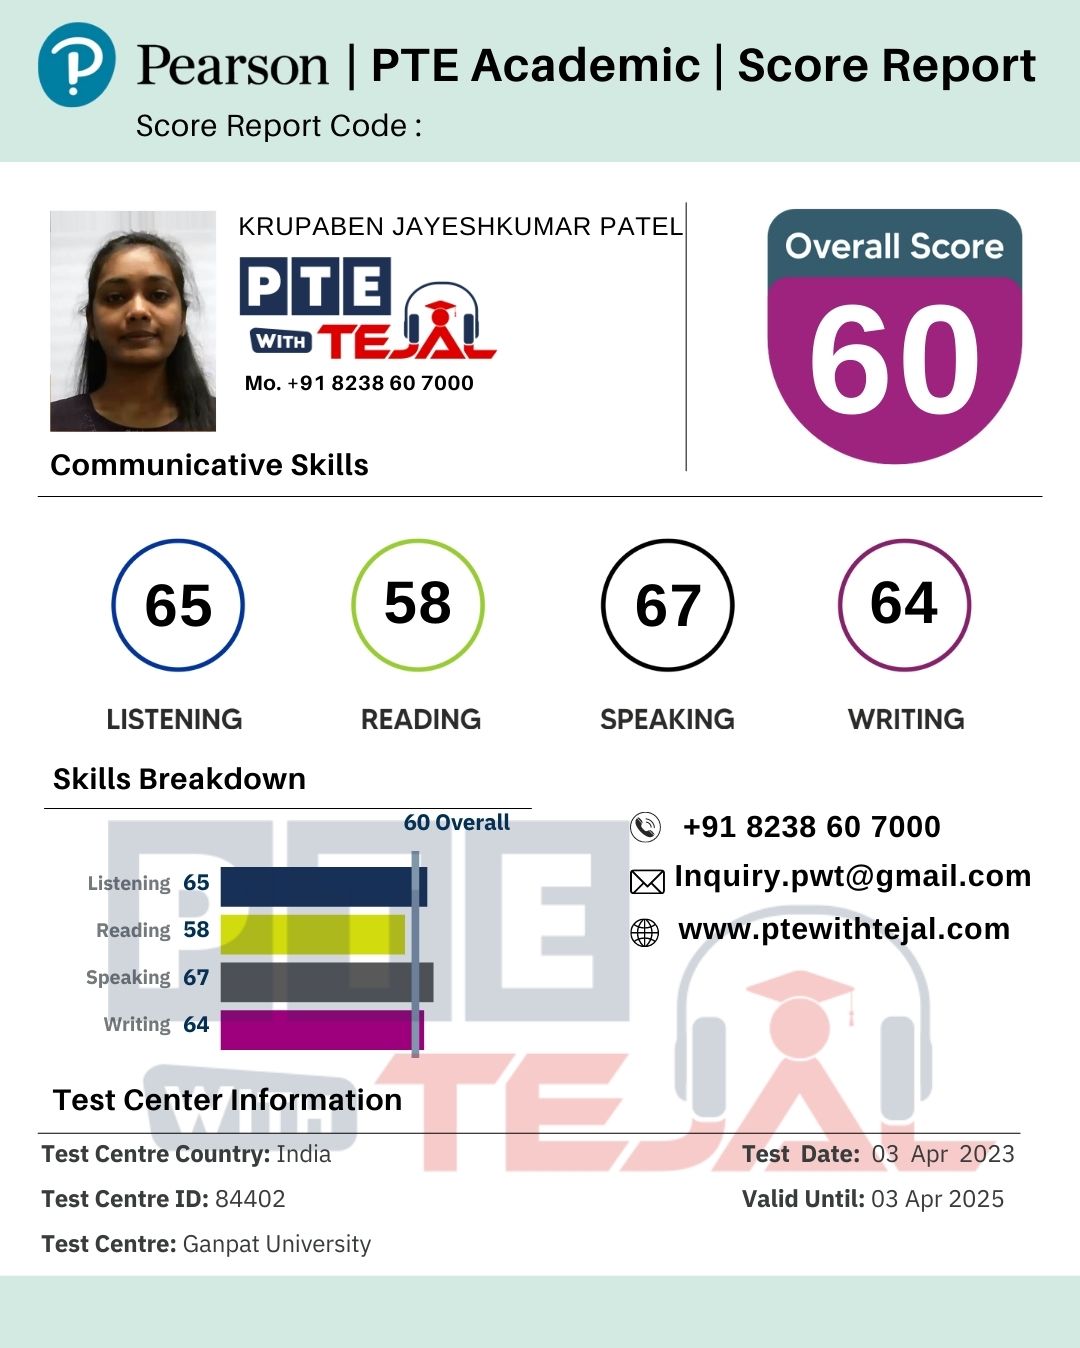 Pearson | PTE Academic | Score Report
Score Report Code :
KRUPABEN JAYESHKUMAR PATEL
PTE
WITH TEJAL
Mo. +91 8238 60 7000
Overall Score
60
Communicative Skills
65 58 67 64
LISTENING READING SPEAKING WRITING
Skills Breakdown
60 Overall
Listening 65
Reading 58
Speaking 67
Writing 64
+91 8238 60 7000
Inquiry.pwt@gmail.com
www.ptewithtejal.com
PTE
WITH TEJAL
Test Center Information
Test Centre Country: India
Test Date: 03 Apr 2023
Test Centre ID: 84402
Valid Until: 03 Apr 2025
Test Centre: Ganpat University